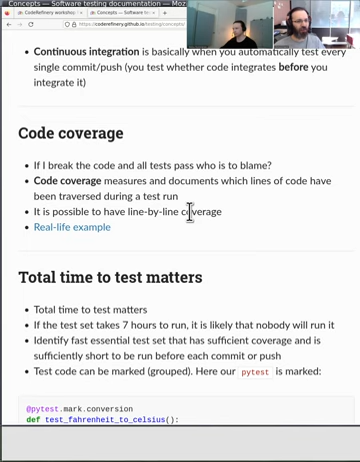 Concepts — Software testing documentation — Moz
CodeRefinery workshop
Concepts — Software te
https://coderefinery.github.io/testing/concepts/
Continuous integration is basically when you automatically test every
single commit/push (you test whether code integrates before you
integrate it)
Code coverage
If I break the code and all tests pass who is to blame?
Code coverage measures and documents which lines of code have
been traversed during a test run
It is possible to have line-by-line coverage
Real-life example
Total time to test matters
Total time to test matters
If the test set takes 7 hours to run, it is likely that nobody will run it
Identify fast essential test set that has sufficient coverage and is
sufficiently short to be run before each commit or push
Test code can be marked (grouped). Here our pytest is marked:
@pytest.mark.conversion
def test_fahrenheit_to_celsius():